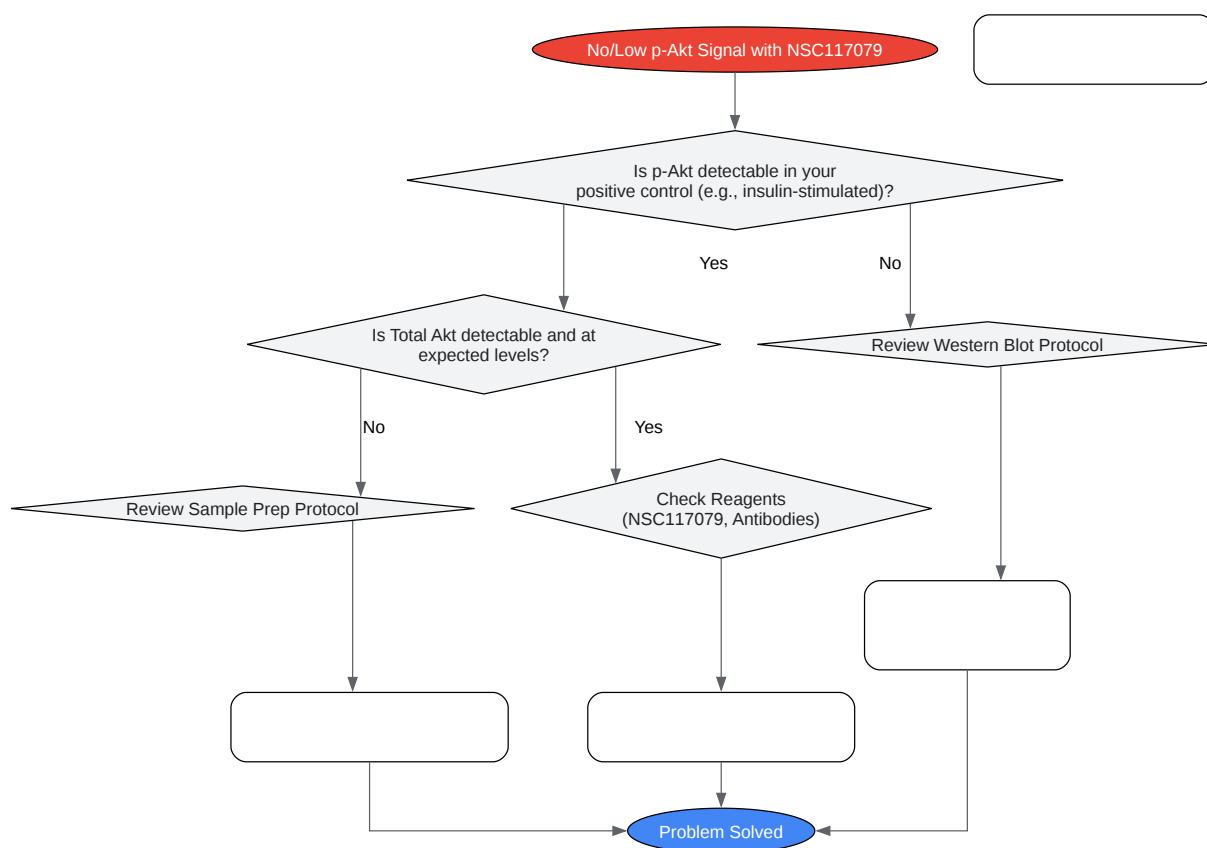 No/Low p-Akt Signal with NSC117079
Is p-Akt detectable in your
positive control (e.g., insulin-stimulated)?
Yes
No
Is Total Akt detectable and at
expected levels?
Review Western Blot Protocol
No
Yes
Review Sample Prep Protocol
Check Reagents
(NSC117079, Antibodies)
Problem Solved